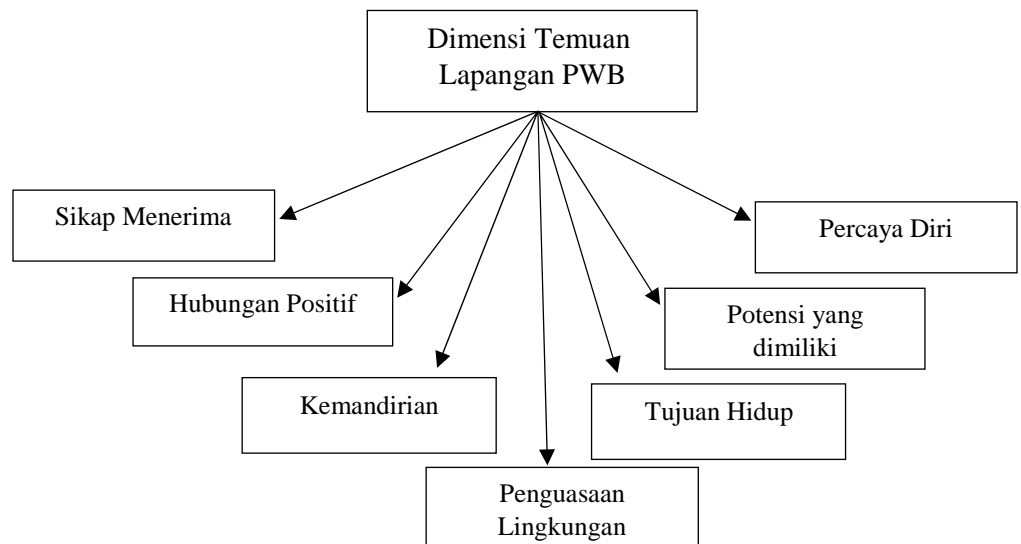 Dimensi Temuan
Lapangan PWB
Sikap Menerima
Percaya Diri
Hubungan Positif
Potensi yang
dimiliki
Kemandirian
Tujuan Hidup
Penguasaan
Lingkungan